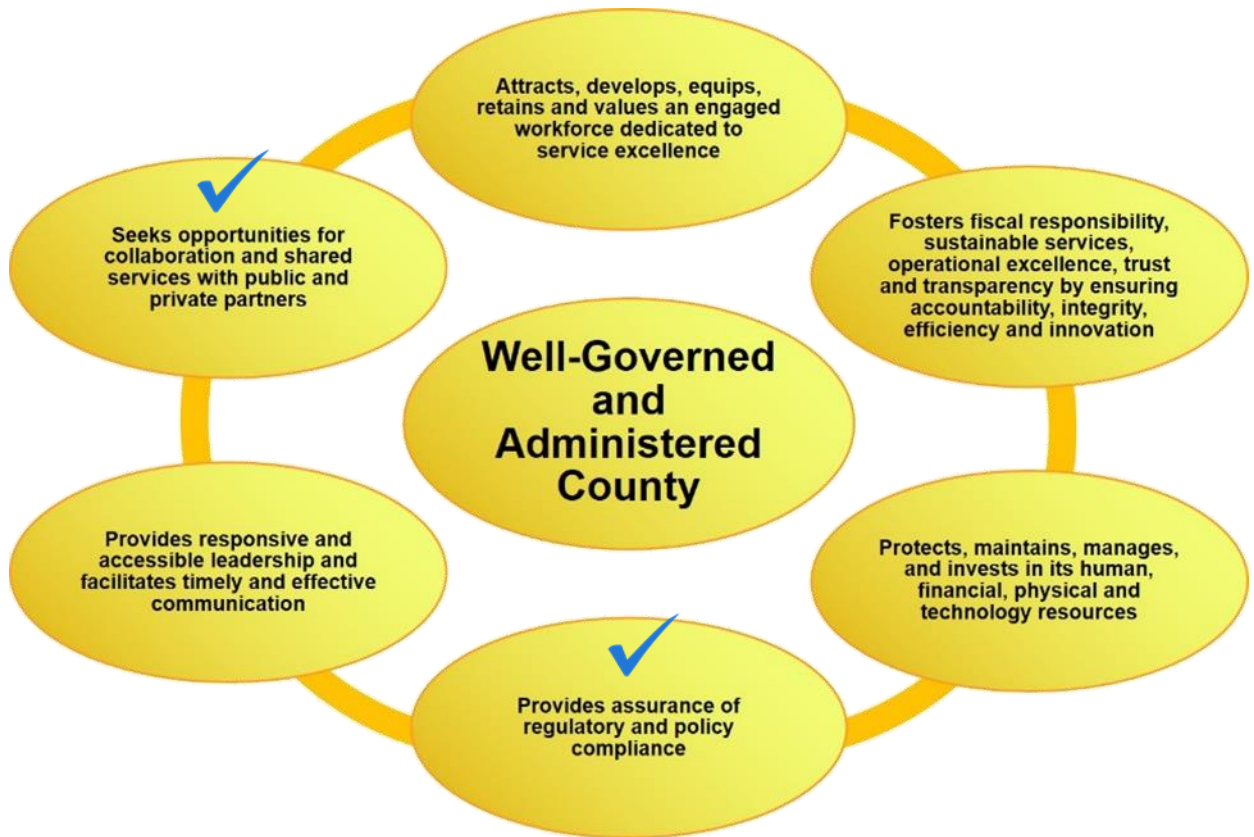 Attracts, develops, equips,
retains and values an engaged
workforce dedicated to
service excellence
Fosters fiscal responsibility,
sustainable services,
operational excellence, trust
and transparency by ensuring
accountability, integrity,
efficiency and innovation
Protects, maintains, manages,
and invests in its human,
financial, physical and
technology resources
Provides assurance of
regulatory and policy
compliance
Provides responsive and
accessible leadership and
facilitates timely and effective
communication
Seeks opportunities for
collaboration and shared
services with public and
private partners
Well-Governed
and
Administered
County